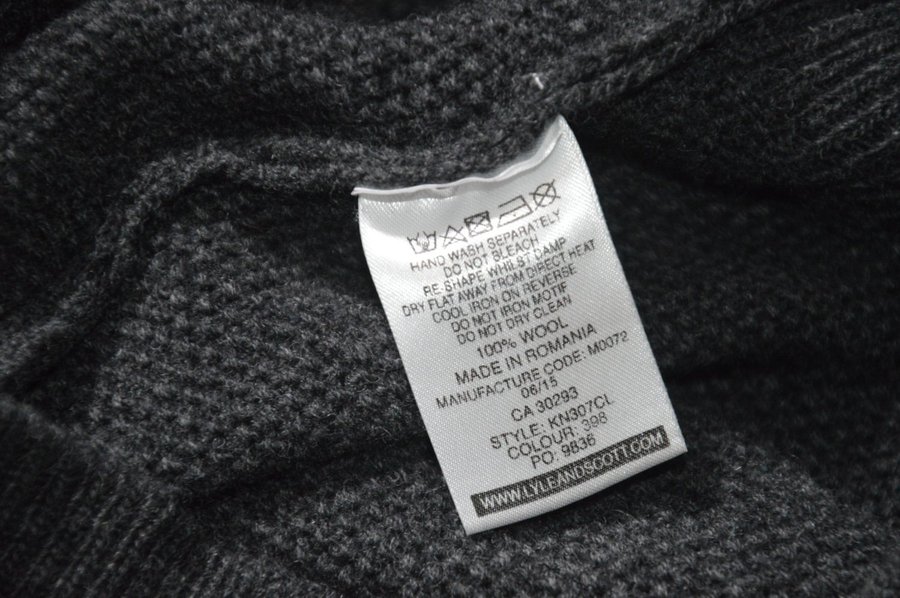 HAND WASH SEPARATELY
DO NOT BLEACH
RE-SHAPE WHILST DAMP
DRY FLAT AWAY FROM DIRECT HEAT
COOL IRON ON REVERSE
DO NOT IRON MOTIF
DO NOT DRY CLEAN
100% WOOL
MADE IN ROMANIA
MANUFACTURE CODE: M0072
06/15
CA 30293
STYLE: KN307CL
COLOUR: 398
PO: 9836
WWW.LYLEANDSCOTT.COM